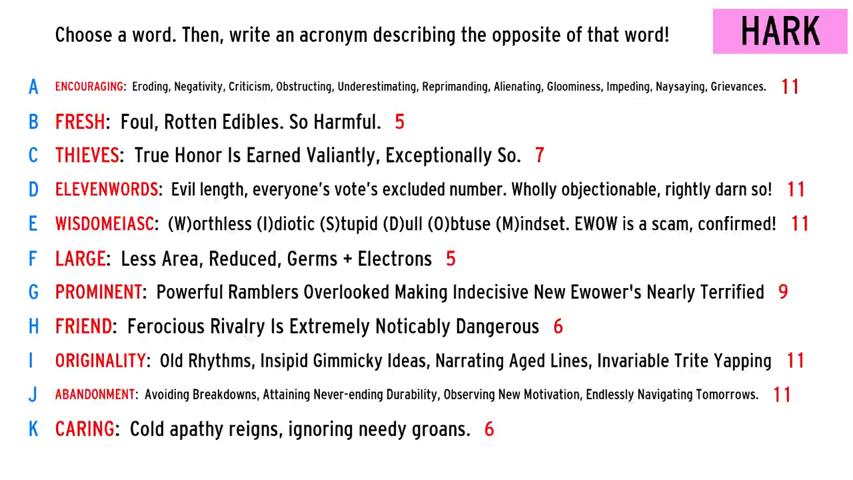 Choose a word. Then, write an acronym describing the opposite of that word!
HARK
A ENCOURAGING: Eroding, Negativity, Criticism, Obstructing, Underestimating, Reprimanding, Alienating, Gloominess, Impeding, Naysaying, Grievances. 11
B FRESH: Foul, Rotten Edibles. So Harmful. 5
C THIEVES: True Honor Is Earned Valiantly, Exceptionally So. 7
D ELEVENWORDS: Evil length, everyone's vote's excluded number. Wholly objectionable, rightly darn so! 11
E WISDOMEIASC: (W)orthless (I)diotic (S)tupid (D)ull (O)btuse (M)indset. EWOW is a scam, confirmed! 11
F LARGE: Less Area, Reduced, Germs + Electrons 5
G PROMINENT: Powerful Ramblers Overlooked Making Indecisive New Ewower's Nearly Terrified 9
H FRIEND: Ferocious Rivalry Is Extremely Noticably Dangerous 6
I ORIGINALITY: Old Rhythms, Insipid Gimmicky Ideas, Narrating Aged Lines, Invariable Trite Yapping 11
J ABANDONMENT: Avoiding Breakdowns, Attaining Never-ending Durability, Observing New Motivation, Endlessly Navigating Tomorrows. 11
K CARING: Cold apathy reigns, ignoring needy groans. 6